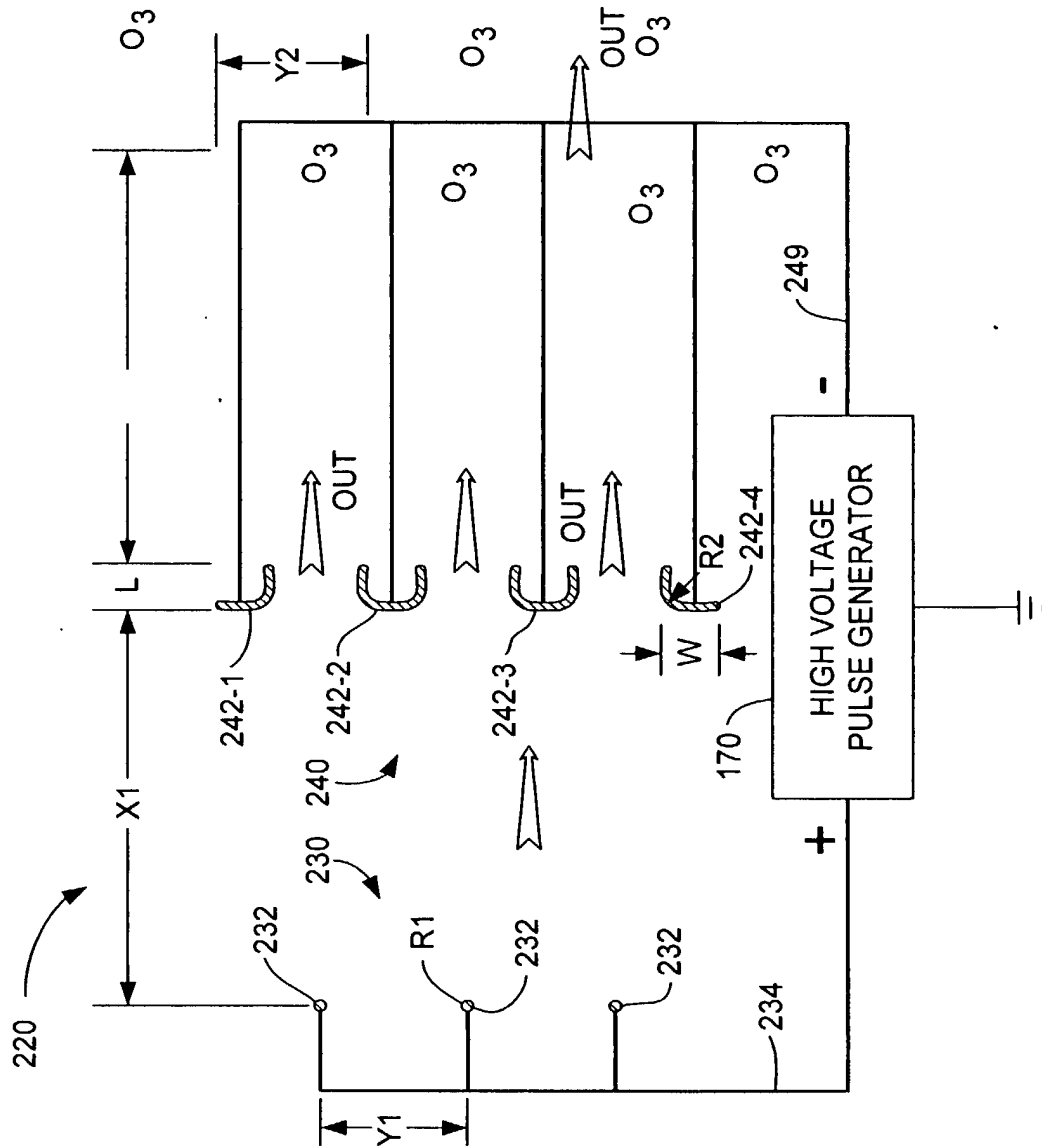 220
X1
L
Y2
O3
232
230
240
242-1
242-2
242-3
OUT
O3
O3
R1
232
OUT
O3
OUT
O3
O3
Y1
232
W
R2
242-4
O3
234
170
+
HIGH VOLTAGE
PULSE GENERATOR
-
249